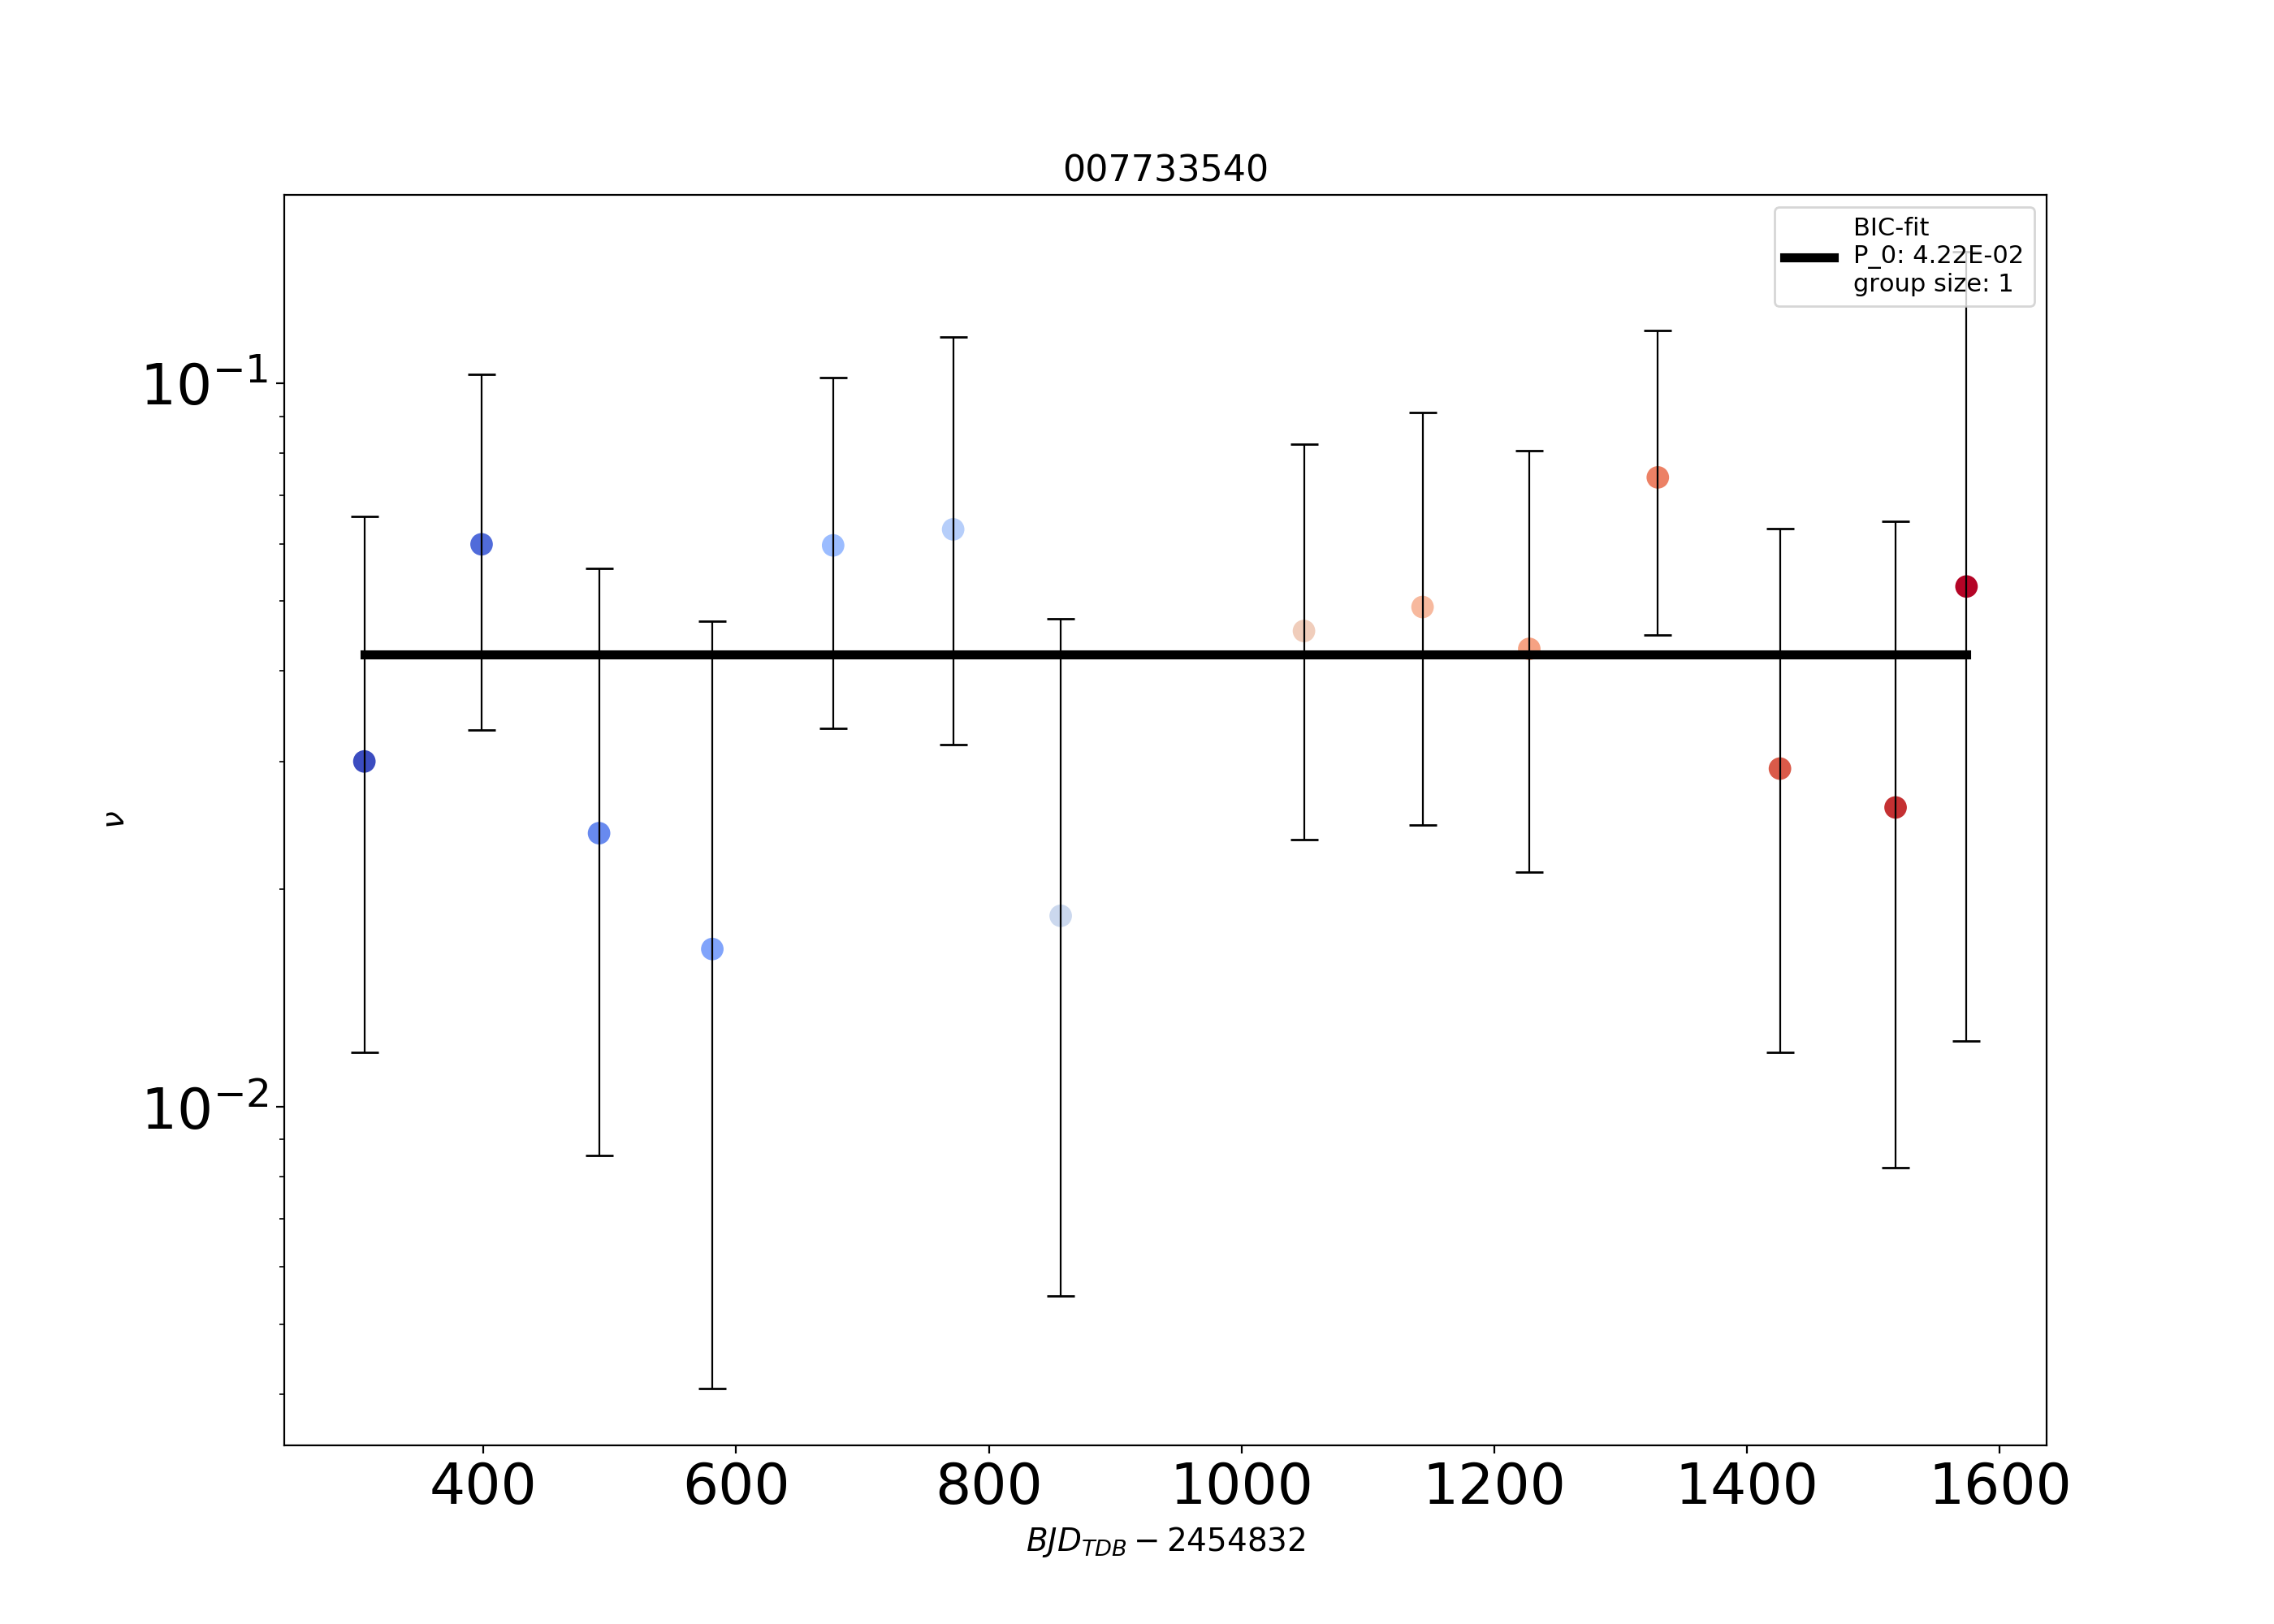 007733540
BIC-fit
P_0: 4.22E-02
group size: 1
10⁻¹
10⁻²
ν
400 600 800 1000 1200 1400 1600
BJD_TDB − 2454832